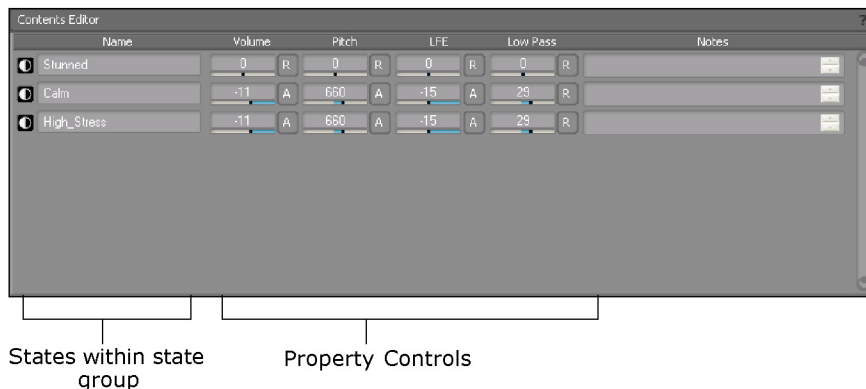 Contents Editor ?
Name Volume Pitch LFE Low Pass Notes
Stunned 0 R 0 R 0 R 0 R
Calm -11 A 660 A -15 A 29 R
High_Stress -11 A 660 A -15 A 29 R
States within state
group
Property Controls